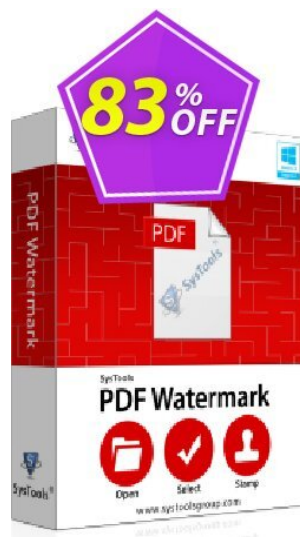 83%
OFF
PDF
SysTools
PDF Watermark
SysTools
PDF Watermark
Open
Select
Stamp
SysTools®
www.systoolsgroup.com